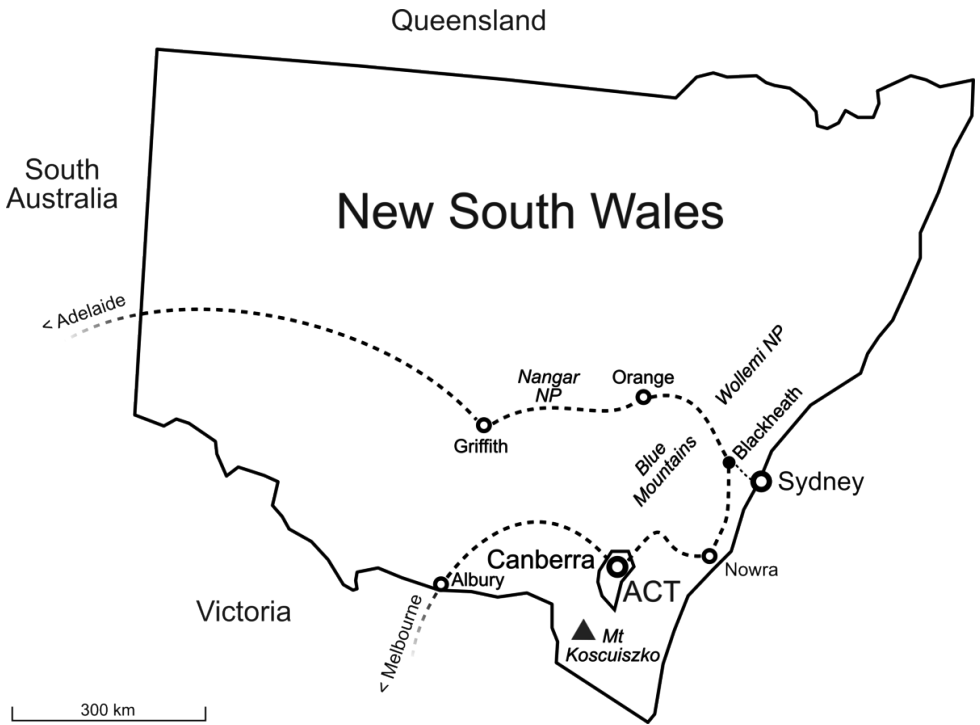 Queensland
South
Australia
New South Wales
< Adelaide
Nangar
NP
Orange
Wollemi NP
Griffith
Blue
Mountains
Blackheath
Sydney
Canberra
Albury
ACT
Nowra
Victoria
< Melbourne
Mt
Koscuiszko
300 km